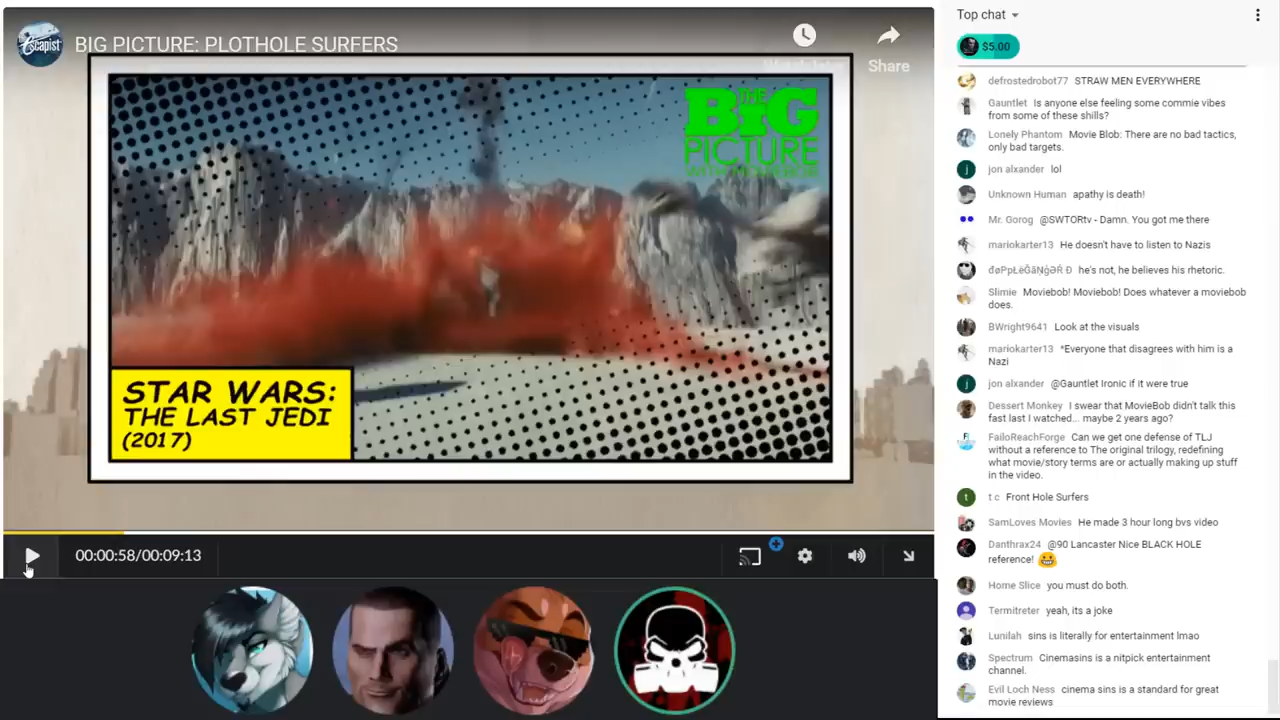 Escapist
BIG PICTURE: PLOTHOLE SURFERS
Share
THE
BIG
PICTURE
WITH MOVIEBOB
STAR WARS:
THE LAST JEDI
(2017)
00:00:58/00:09:13
Top chat
$5.00
defrostedrobot77 STRAW MEN EVERYWHERE
Gauntlet Is anyone else feeling some commie vibes
from some of these shills?
Lonely Phantom Movie Blob: There are no bad tactics,
only bad targets.
jon alxander lol
Unknown Human apathy is death!
Mr. Gorog @SWTORtv - Damn. You got me there
mariokarter13 He doesn't have to listen to Nazis
he's not, he believes his rhetoric.
Slimie Moviebob! Moviebob! Does whatever a moviebob
does.
BWright9641 Look at the visuals
mariokarter13 *Everyone that disagrees with him is a
Nazi
jon alxander @Gauntlet Ironic if it were true
Dessert Monkey I swear that MovieBob didn't talk this
fast last I watched... maybe 2 years ago?
FailoReachForge Can we get one defense of TLJ
without a reference to The original trilogy, redefining
what movie/story terms are or actually making up stuff
in the video.
t c Front Hole Surfers
SamLoves Movies He made 3 hour long bvs video
Danthrax24 @90 Lancaster Nice BLACK HOLE
reference!
Home Slice you must do both.
Termitreter yeah, its a joke
Lunilah sins is literally for entertainment lmao
Spectrum Cinemasins is a nitpick entertainment
channel.
Evil Loch Ness cinema sins is a standard for great
movie reviews